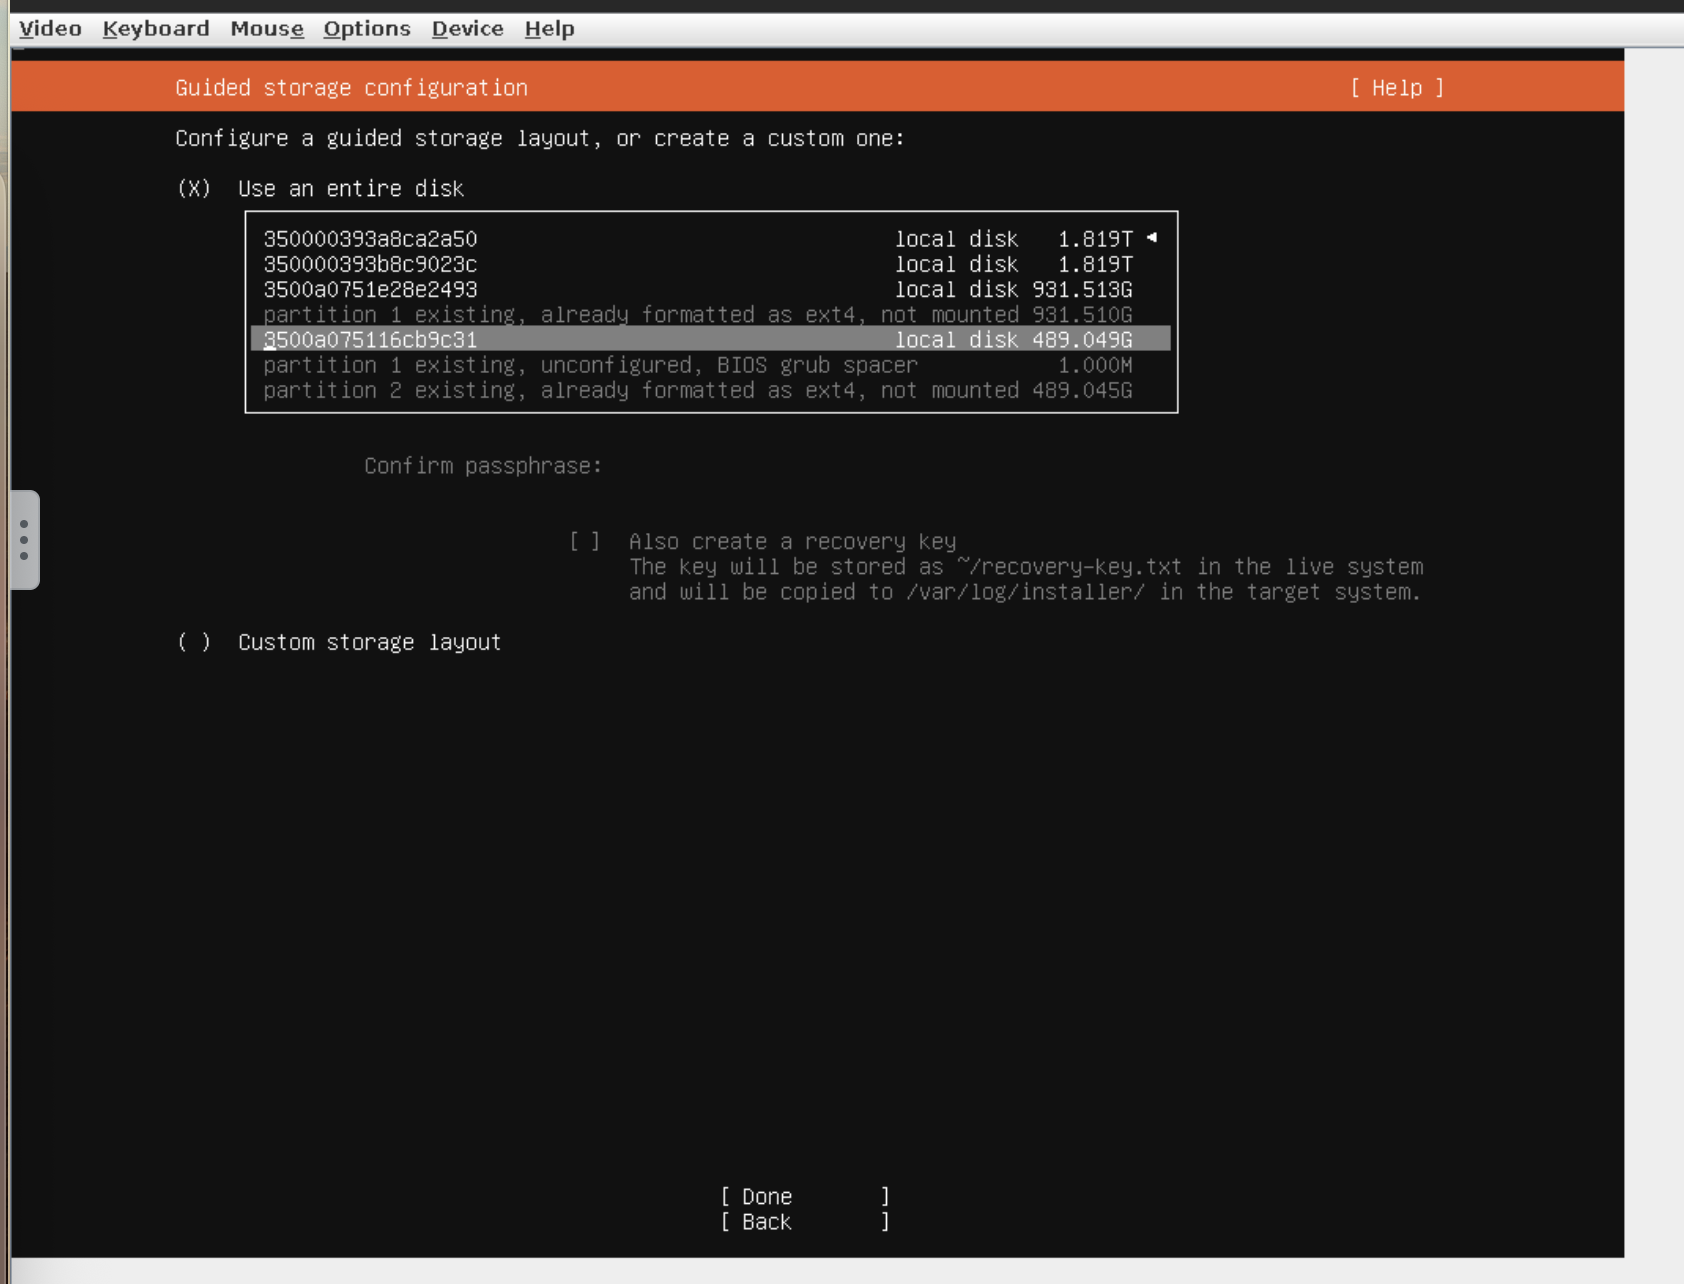 Video Keyboard Mouse Options Device Help
Guided storage configuration [ Help ]
Configure a guided storage layout, or create a custom one:
(X) Use an entire disk
350000393a8ca2a50 local disk 1.819T ◂
350000393b8c9023c local disk 1.819T
3500a0751e28e2493 local disk 931.513G
partition 1 existing, already formatted as ext4, not mounted 931.510G
3500a075116cb9c31 local disk 489.049G
partition 1 existing, unconfigured, BIOS grub spacer 1.000M
partition 2 existing, already formatted as ext4, not mounted 489.045G
Confirm passphrase:
[ ] Also create a recovery key
The key will be stored as ~/recovery-key.txt in the live system
and will be copied to /var/log/installer/ in the target system.
( ) Custom storage layout
[ Done ]
[ Back ]